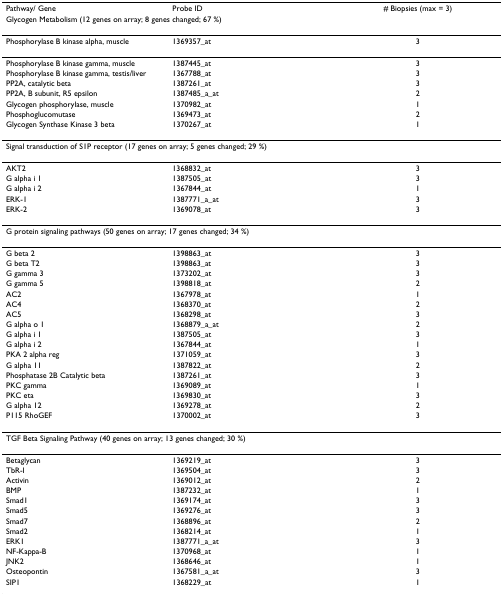 Pathway/ Gene Probe ID # Biopsies (max = 3)
Glycogen Metabolism (12 genes on array; 8 genes changed; 67 %)
Phosphorylase B kinase alpha, muscle 1369357_at 3
Phosphorylase B kinase gamma, muscle 1387445_at 3
Phosphorylase B kinase gamma, testis/liver 1367788_at 3
PP2A, catalytic beta 1387261_at 3
PP2A, B subunit, R5 epsilon 1387485_a_at 2
Glycogen phosphorylase, muscle 1370982_at 1
Phosphoglucomutase 1369473_at 2
Glycogen Synthase Kinase 3 beta 1370267_at 1
Signal transduction of S1P receptor (17 genes on array; 5 genes changed; 29 %)
AKT2 1368832_at 3
G alpha i 1 1387505_at 3
G alpha i 2 1367844_at 1
ERK-1 1387771_a_at 3
ERK-2 1369078_at 3
G protein signaling pathways (50 genes on array; 17 genes changed; 34 %)
G beta 2 1398863_at 3
G beta T2 1398863_at 3
G gamma 3 1373202_at 3
G gamma 5 1398818_at 2
AC2 1367978_at 1
AC4 1368370_at 2
AC5 1368298_at 3
G alpha o 1 1368879_a_at 2
G alpha i 1 1387505_at 3
G alpha i 2 1367844_at 1
PKA 2 alpha reg 1371059_at 3
G alpha 11 1387822_at 2
Phosphatase 2B Catalytic beta 1387261_at 3
PKC gamma 1369089_at 1
PKC eta 1369830_at 3
G alpha 12 1369278_at 2
P115 RhoGEF 1370002_at 3
TGF Beta Signaling Pathway (40 genes on array; 13 genes changed; 30 %)
Betaglycan 1369219_at 3
TbR-I 1369504_at 3
Activin 1369012_at 2
BMP 1387232_at 1
Smad1 1369174_at 3
Smad5 1369276_at 3
Smad7 1368896_at 2
Smad2 1368214_at 1
ERK1 1387771_a_at 3
NF-Kappa-B 1370968_at 1
JNK2 1368646_at 1
Osteopontin 1367581_a_at 3
SIP1 1368229_at 1